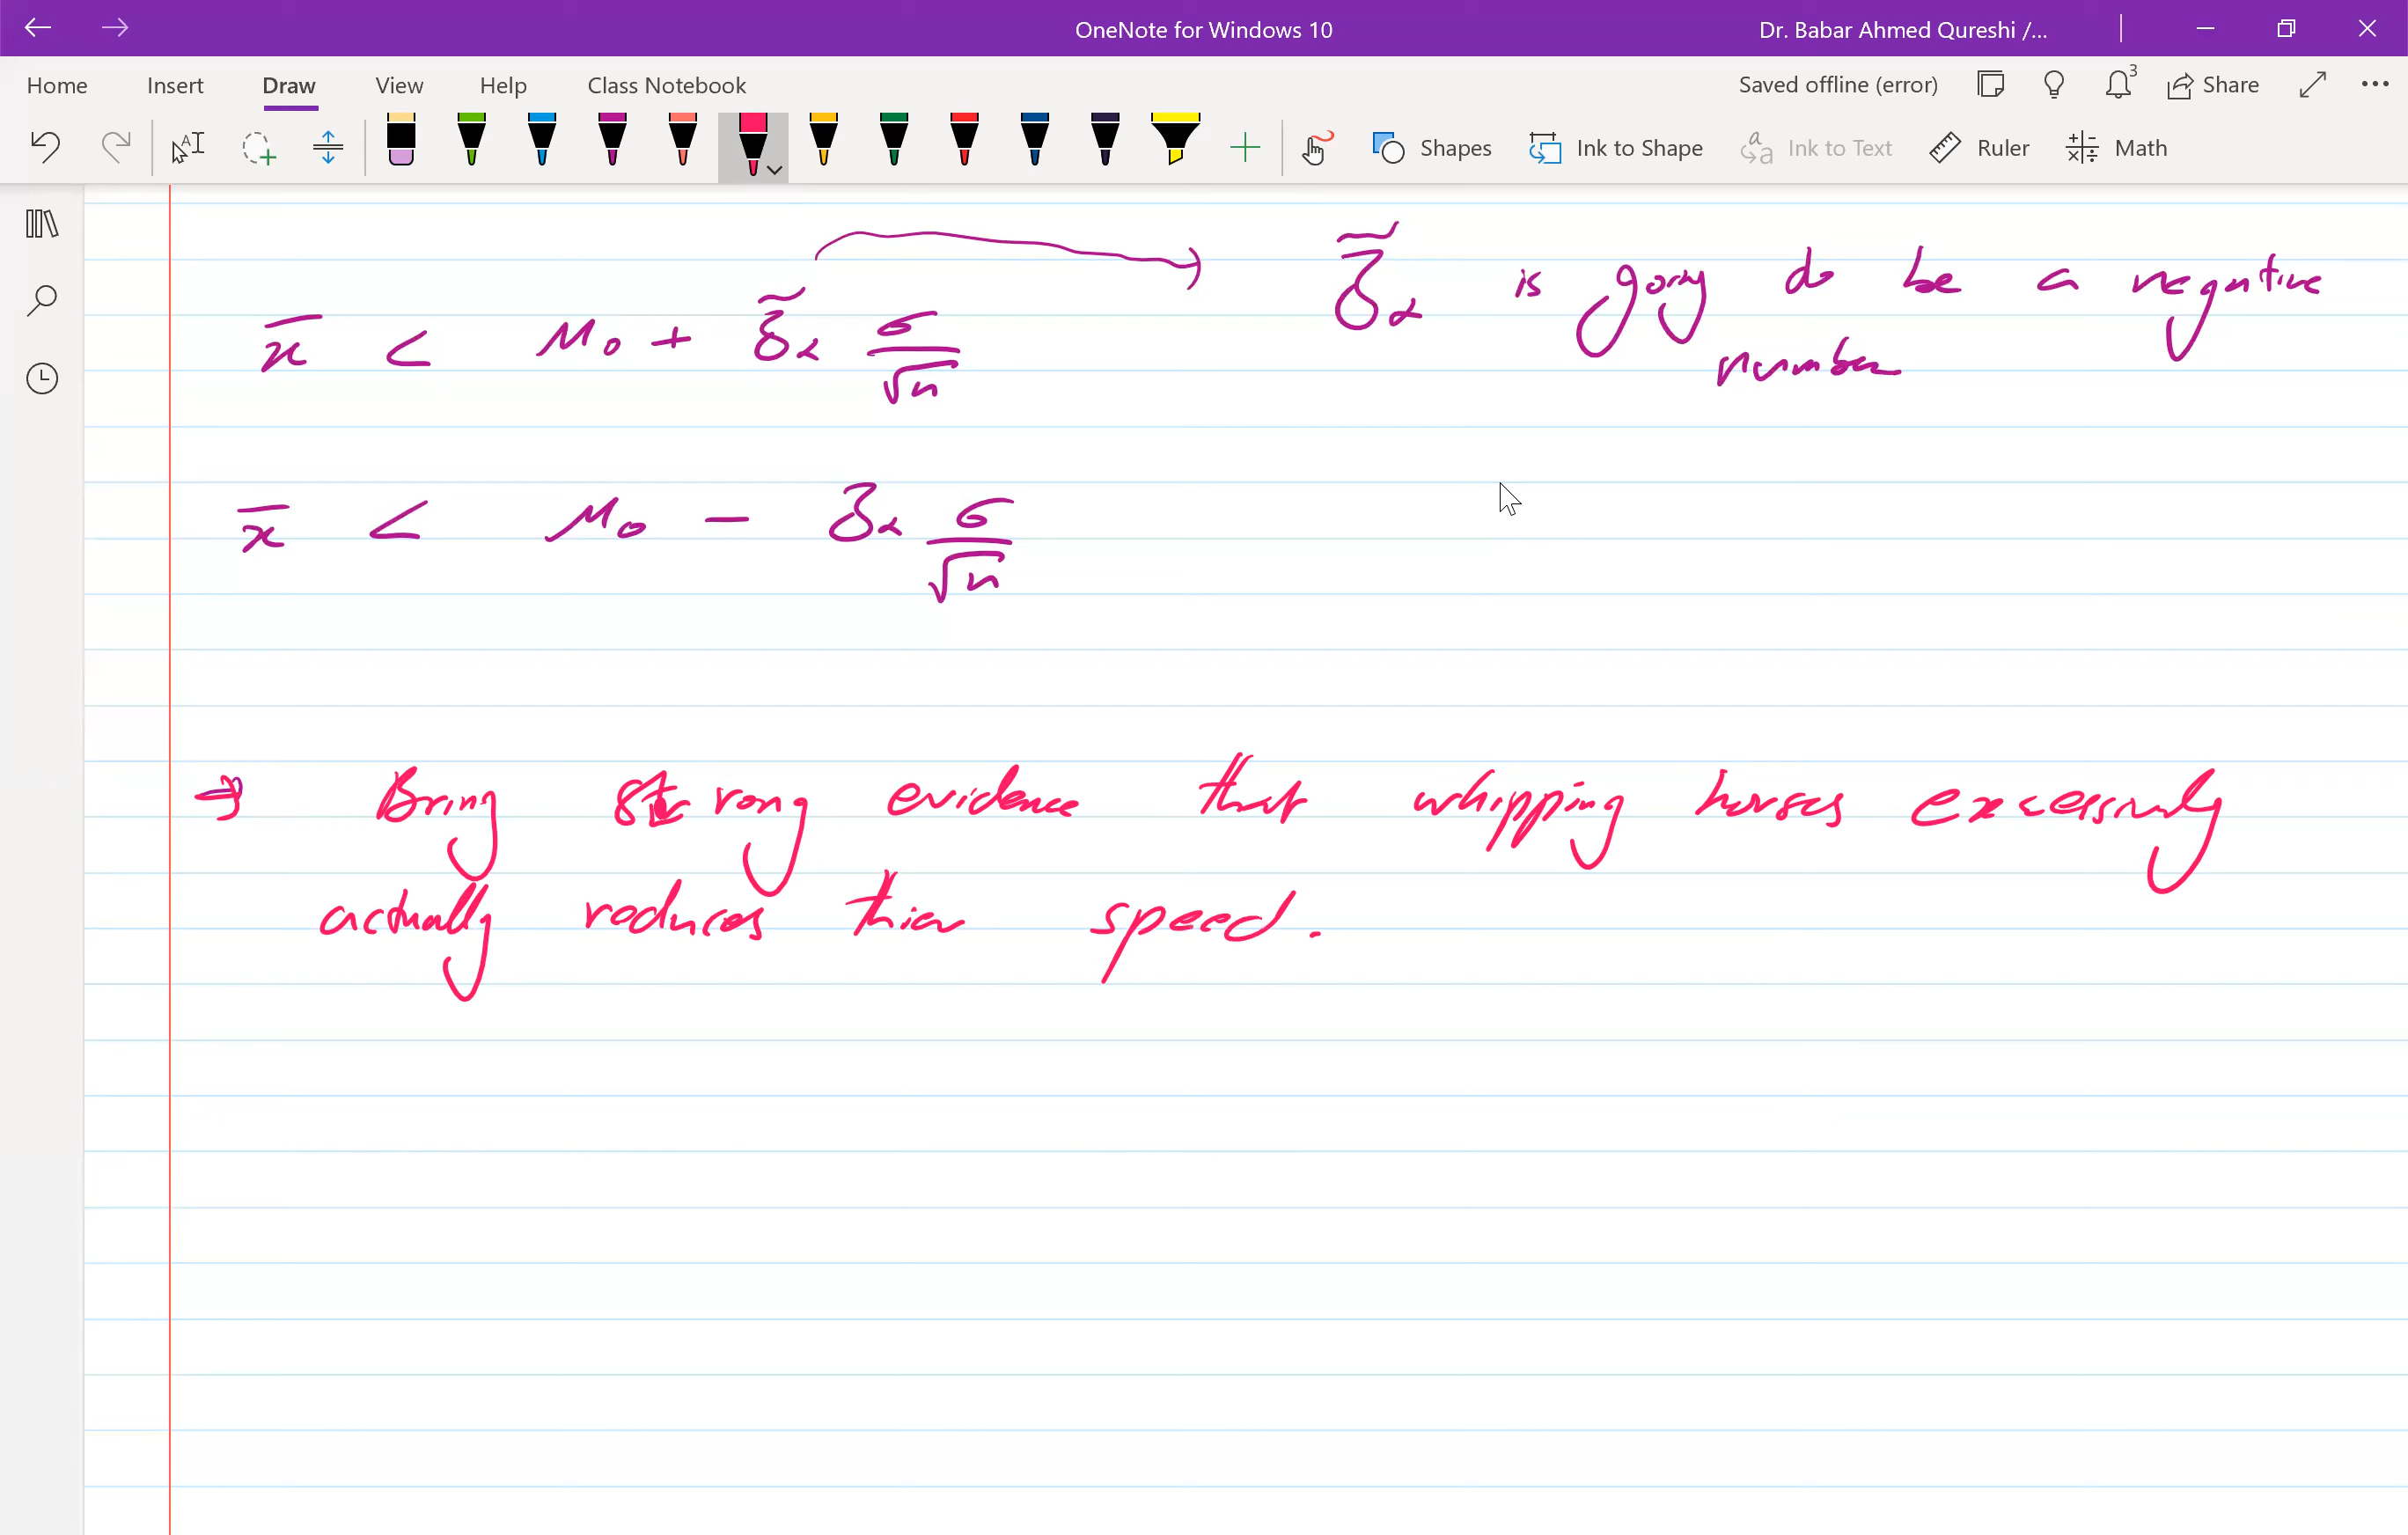 OneNote for Windows 10
Dr. Babar Ahmed Qureshi /...
Home Insert Draw View Help Class Notebook
Saved offline (error) 3 Share
Shapes Ink to Shape Ink to Text Ruler Math
x̄ < μ₀ + z̃α σ/√n
z̃α is going to be a negative
number
x̄ < μ₀ - zα σ/√n
→ Bring strong evidence that whipping horses excessively
actually reduces their speed.